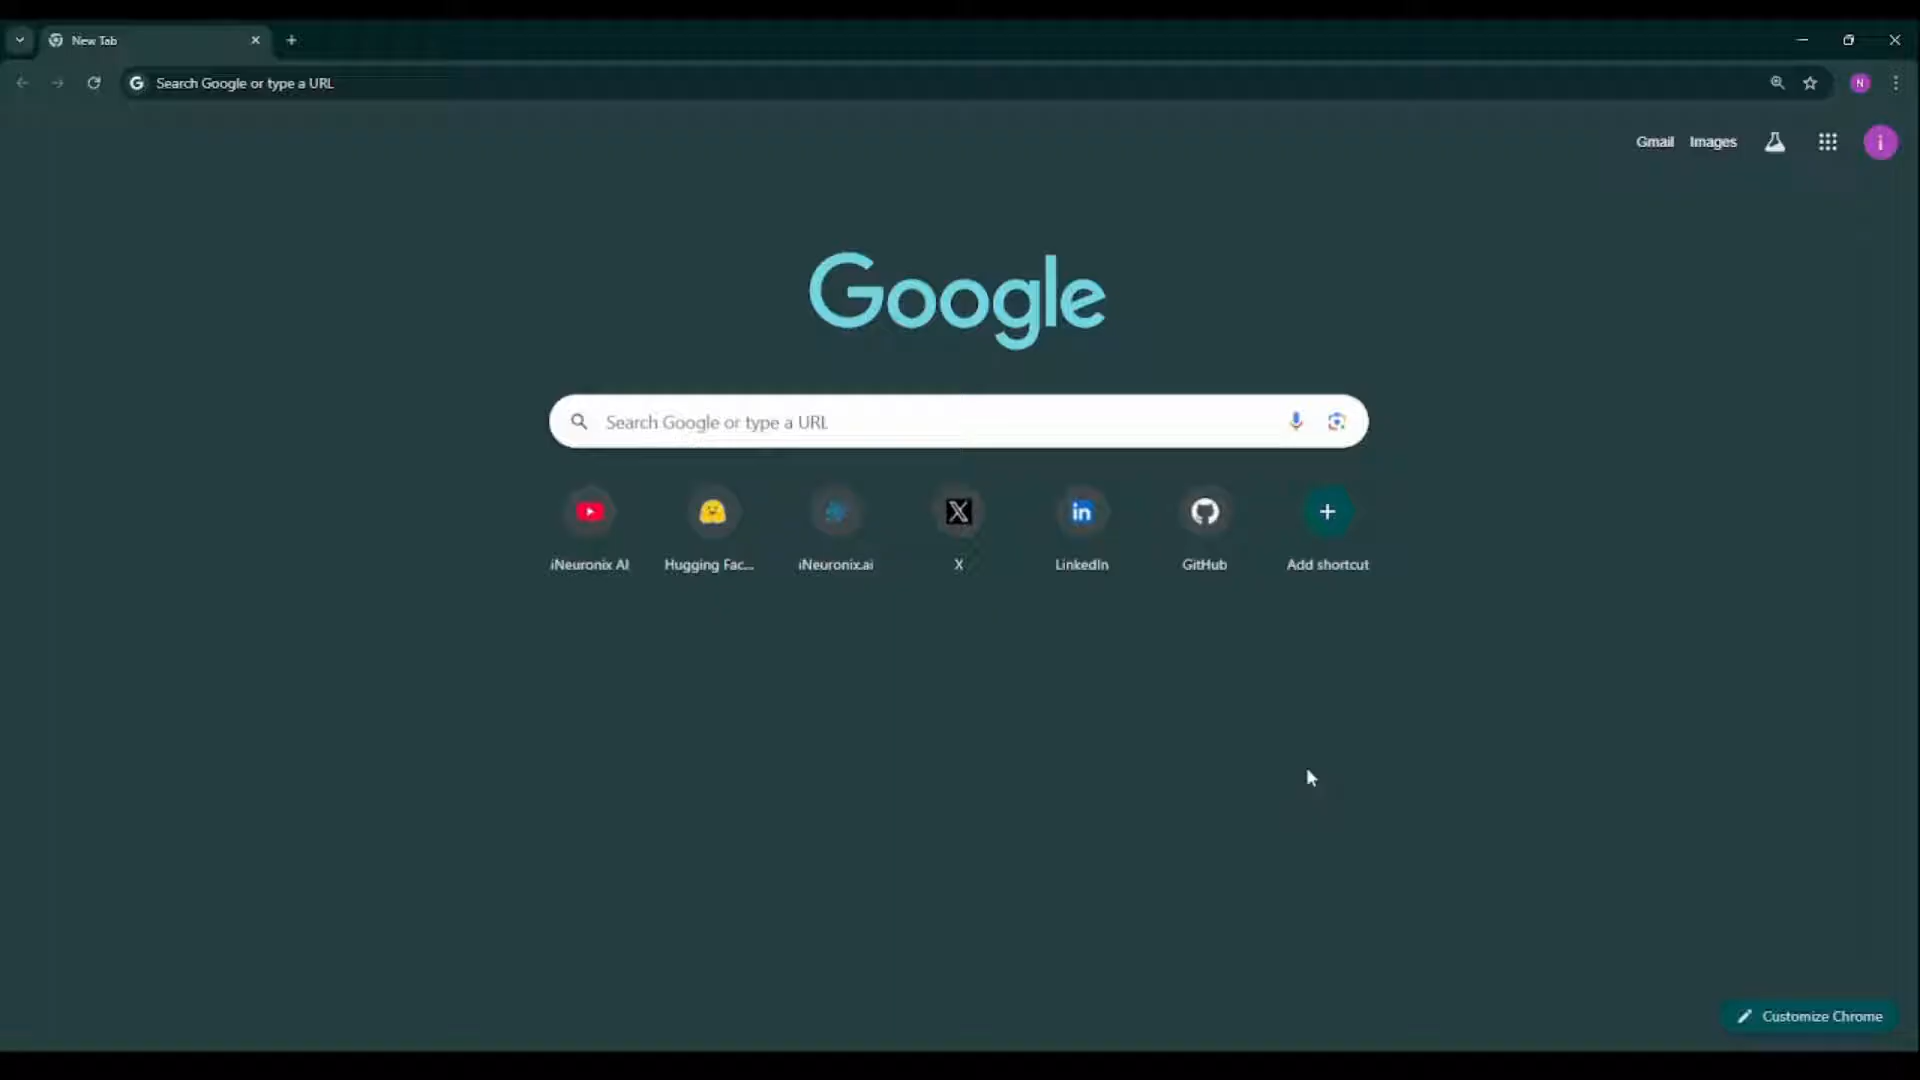 New Tab
Search Google or type a URL
N
Gmail Images
i
Google
Search Google or type a URL
iNeuronix AI Hugging Fac... iNeuronix.ai X LinkedIn GitHub Add shortcut
Customize Chrome